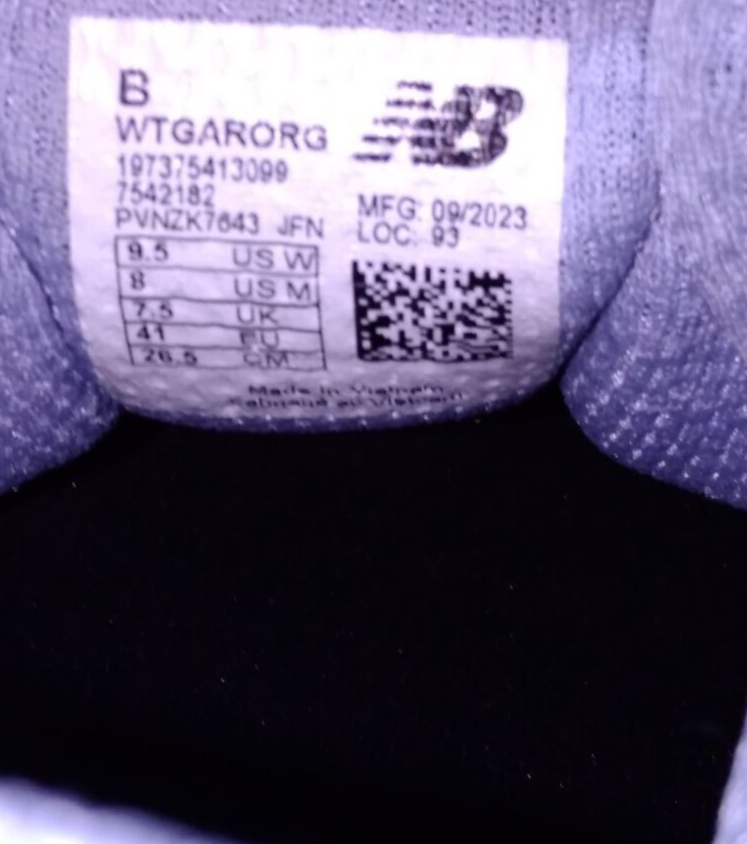 B
WTGARORG
197375413099
7542182
PVNZK7643 JFN
NB
MFG: 09/2023
LOC: 93
9.5 US W
8 US M
7.5 UK
41 EU
26.5 CM
Made in Vietnam
Fabriqué au Vietnam